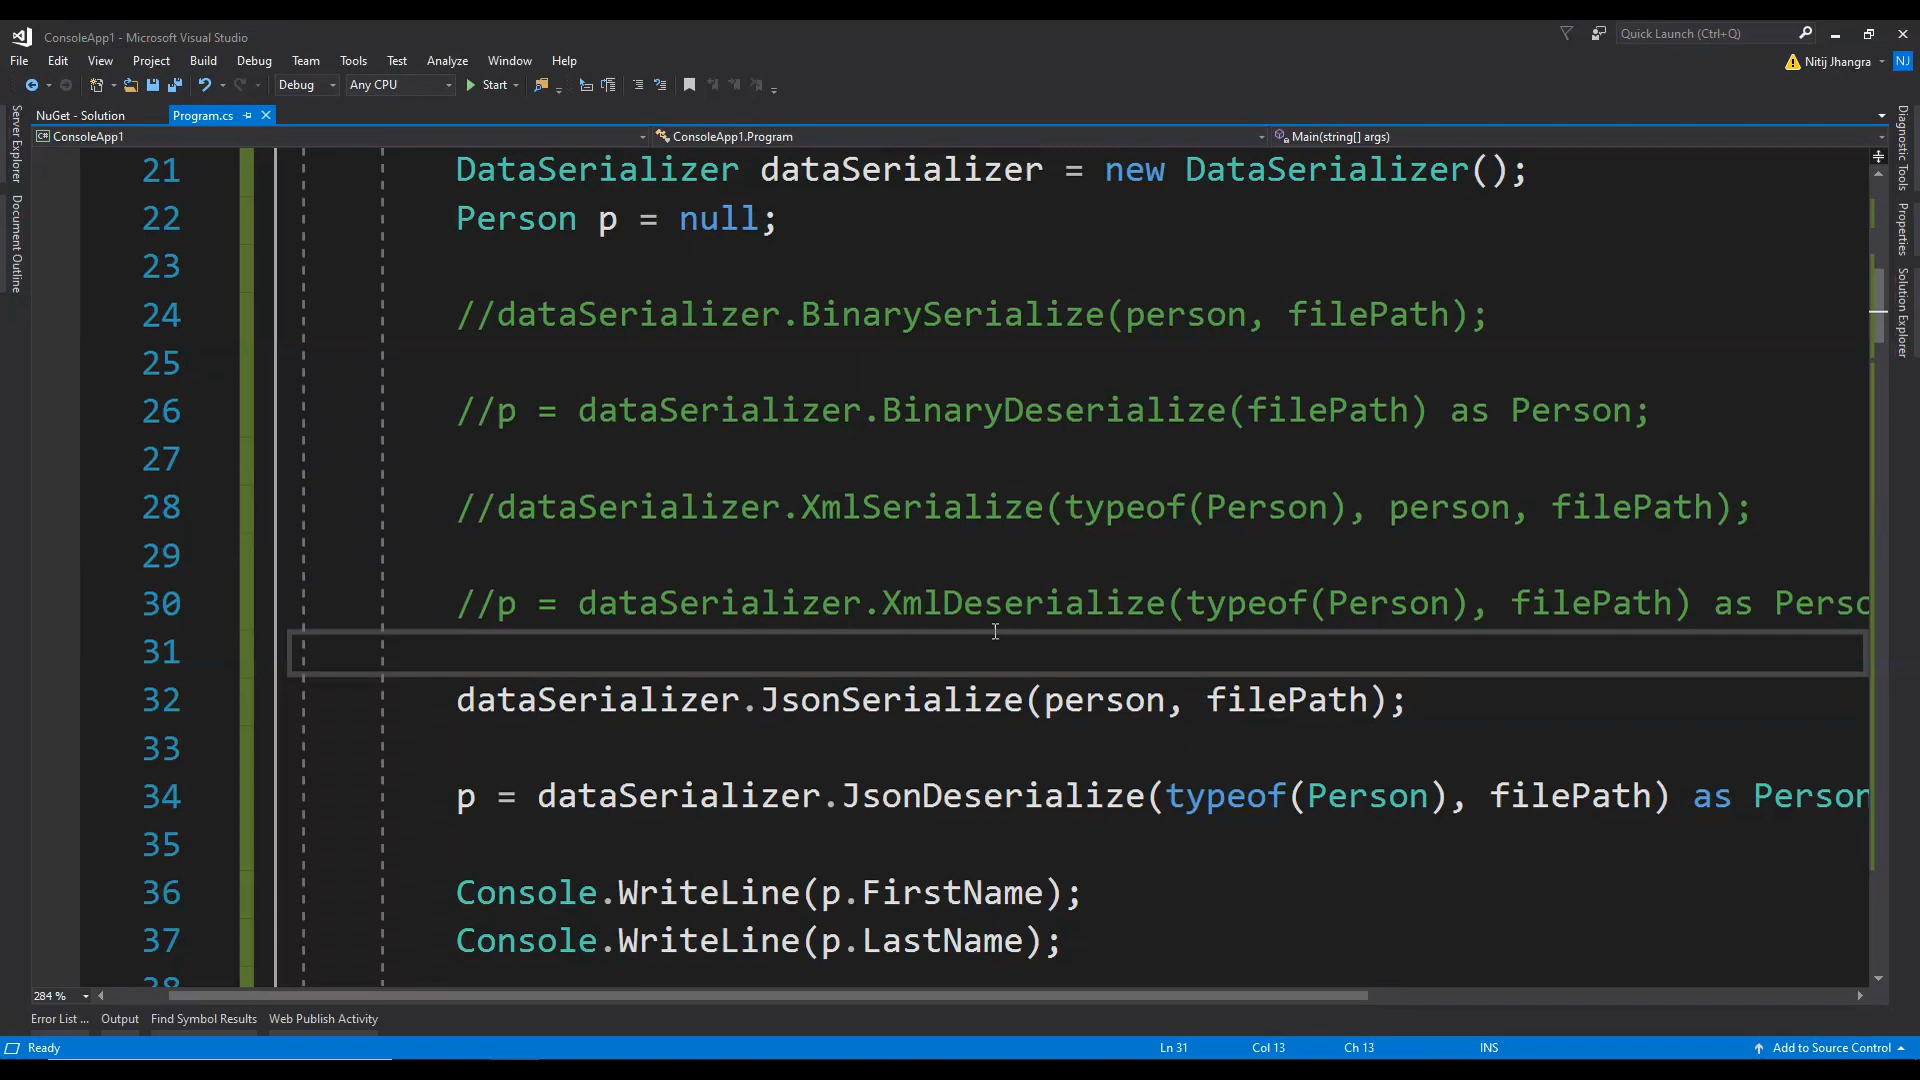 ConsoleApp1 - Microsoft Visual Studio
Quick Launch (Ctrl+Q)
File Edit View Project Build Debug Team Tools Test Analyze Window Help
Nitij Jhangra
NJ
Debug
Any CPU
Start
NuGet - Solution
Program.cs
ConsoleApp1
ConsoleApp1.Program
Main(string[] args)
Server Explorer
Document Outline
Diagnostic Tools
Properties
Solution Explorer
21 DataSerializer dataSerializer = new DataSerializer();
22 Person p = null;
23
24 //dataSerializer.BinarySerialize(person, filePath);
25
26 //p = dataSerializer.BinaryDeserialize(filePath) as Person;
27
28 //dataSerializer.XmlSerialize(typeof(Person), person, filePath);
29
30 //p = dataSerializer.XmlDeserialize(typeof(Person), filePath) as Perso
31
32 dataSerializer.JsonSerialize(person, filePath);
33
34 p = dataSerializer.JsonDeserialize(typeof(Person), filePath) as Person
35
36 Console.WriteLine(p.FirstName);
37 Console.WriteLine(p.LastName);
38
284 %
Error List ... Output Find Symbol Results Web Publish Activity
Ready
Ln 31
Col 13
Ch 13
INS
Add to Source Control